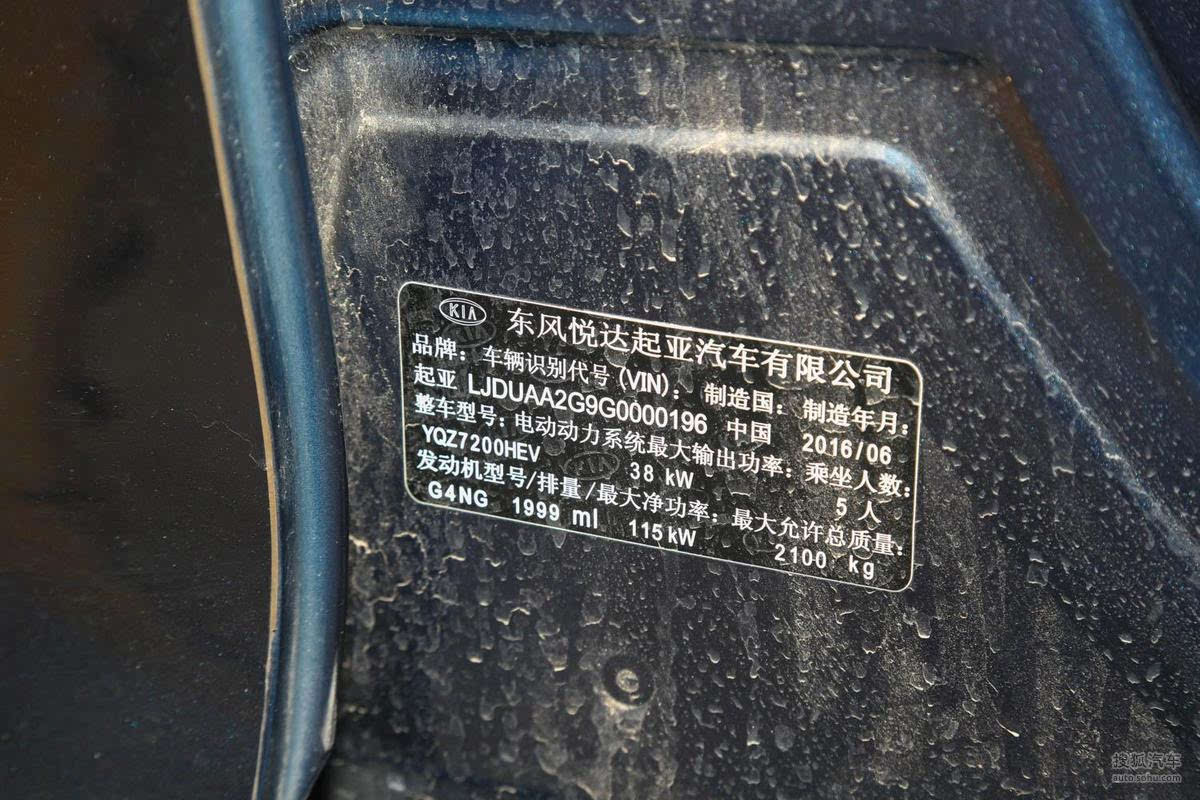 KIA 东风悦达起亚汽车有限公司
品牌：车辆识别代号(VIN)：制造国：制造年月：
起亚 LJDUAA2G9G0000196 中国 2016/06
整车型号：电动动力系统最大输出功率：乘坐人数：
YQZ7200HEV 38 kW 5 人
发动机型号/排量/最大净功率：最大允许总质量：
G4NG 1999 ml 115kW 2100 kg
搜狐汽车
auto.sohu.com